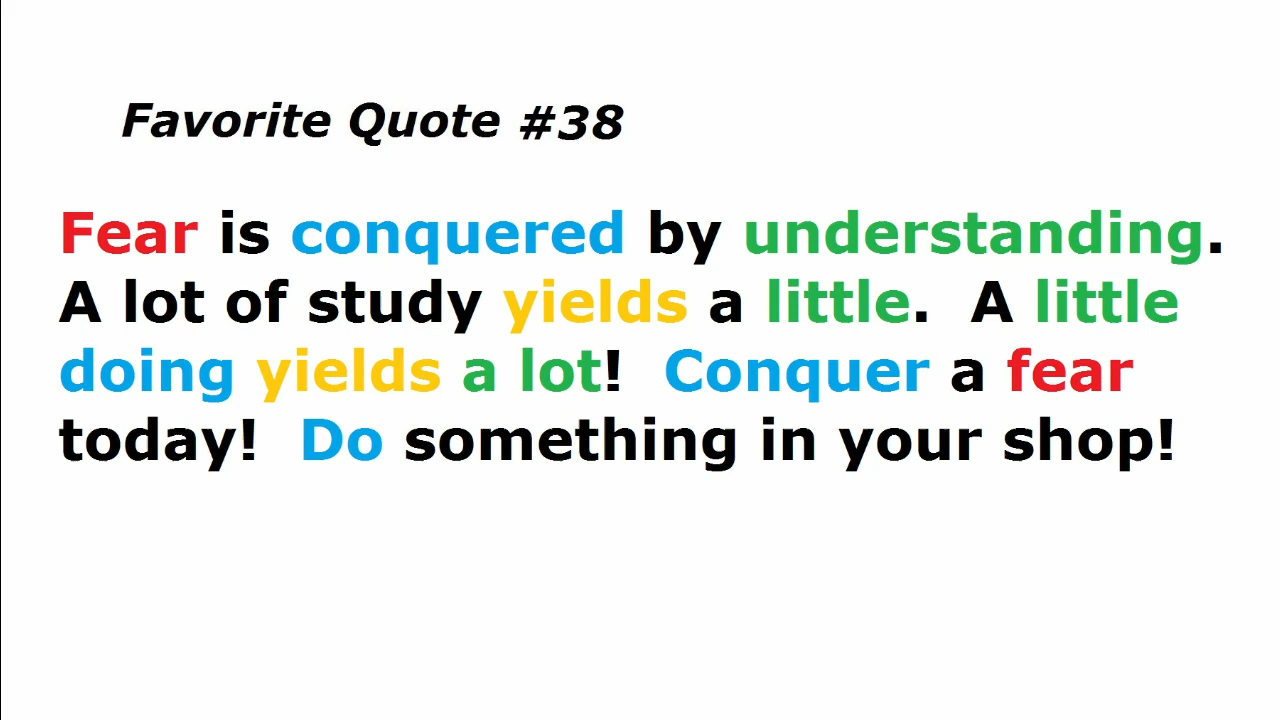 Favorite Quote #38
Fear is conquered by understanding.
A lot of study yields a little.  A little
doing yields a lot!  Conquer a fear
today!  Do something in your shop!